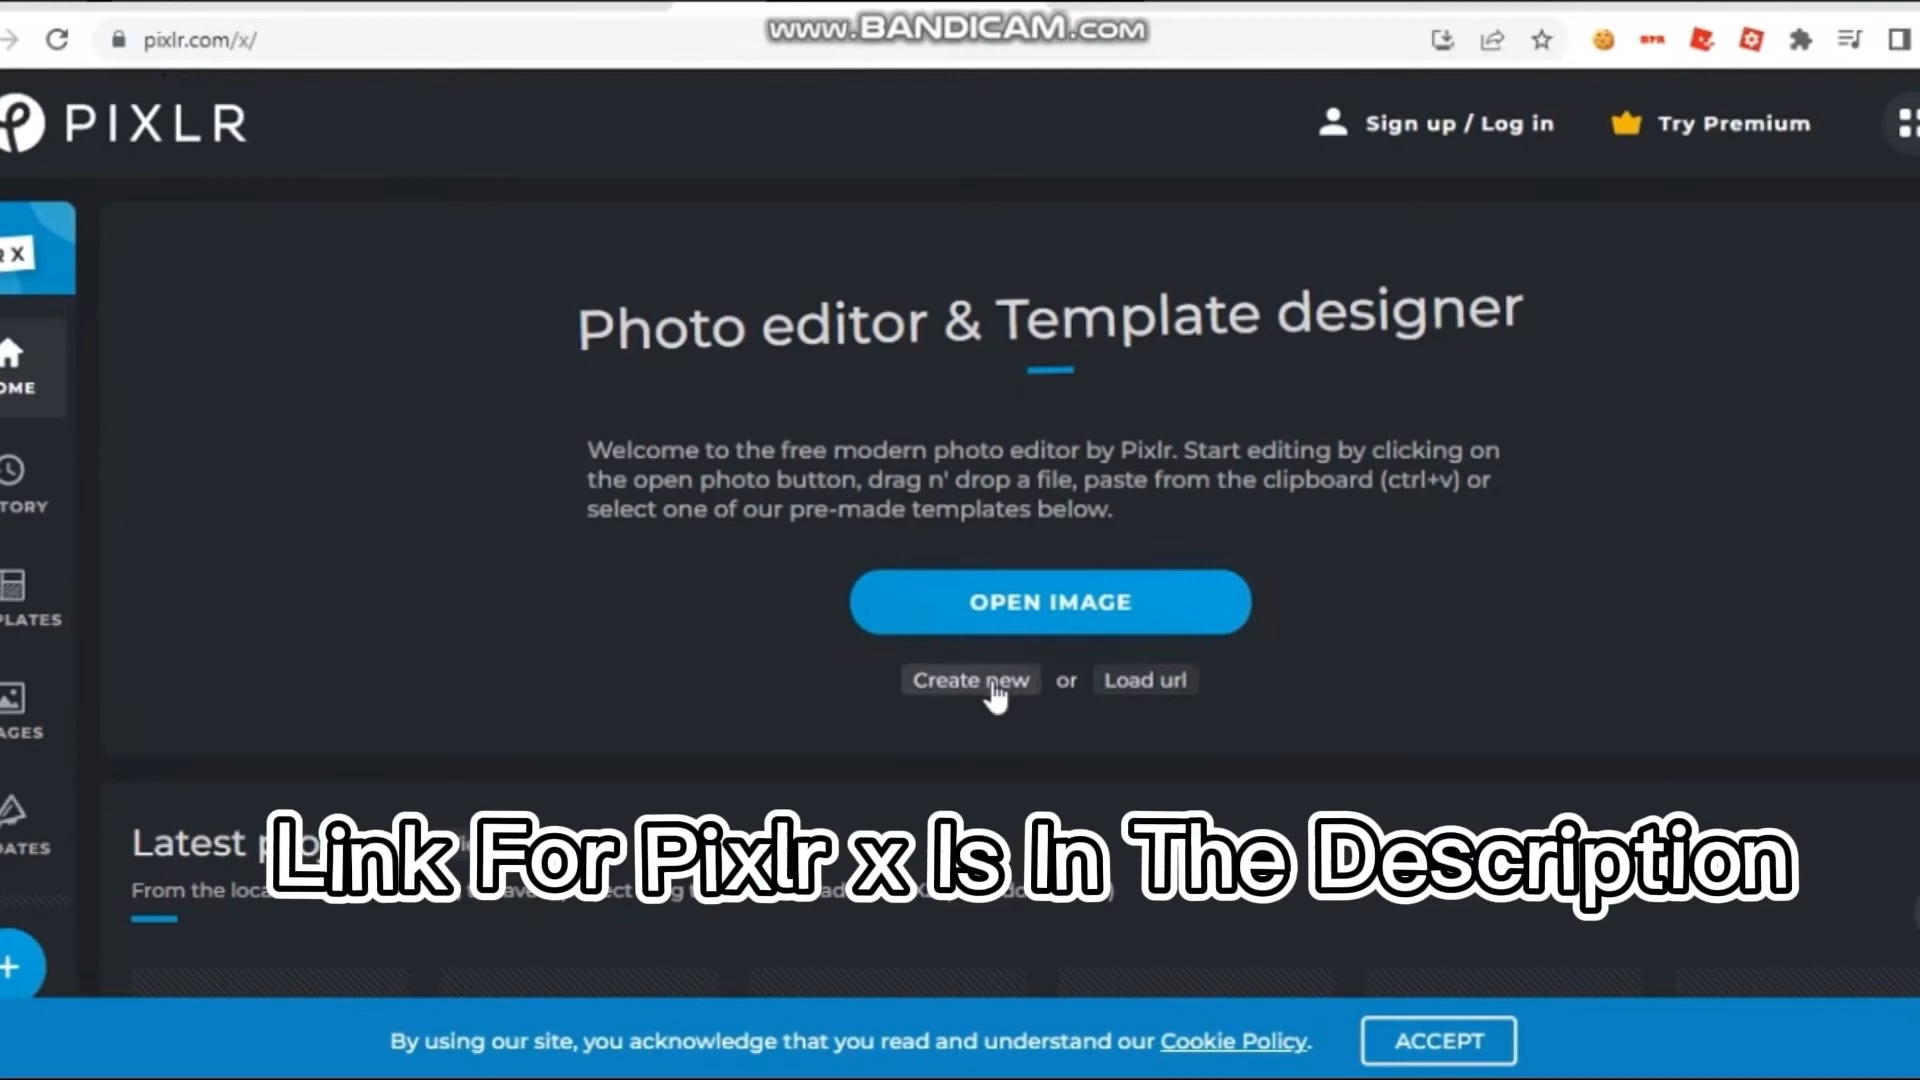 www.BANDICAM.com
pixlr.com/x/
PIXLR
Sign up / Log in
Try Premium
X
OME
Photo editor & Template designer
TORY
Welcome to the free modern photo editor by Pixlr. Start editing by clicking on
the open photo button, drag n' drop a file, paste from the clipboard (ctrl+v) or
select one of our pre-made templates below.
PLATES
OPEN IMAGE
Create new or Load url
AGES
DATES
Latest
Link For Pixlr x Is In The Description
From the loca
By using our site, you acknowledge that you read and understand our Cookie Policy.
ACCEPT